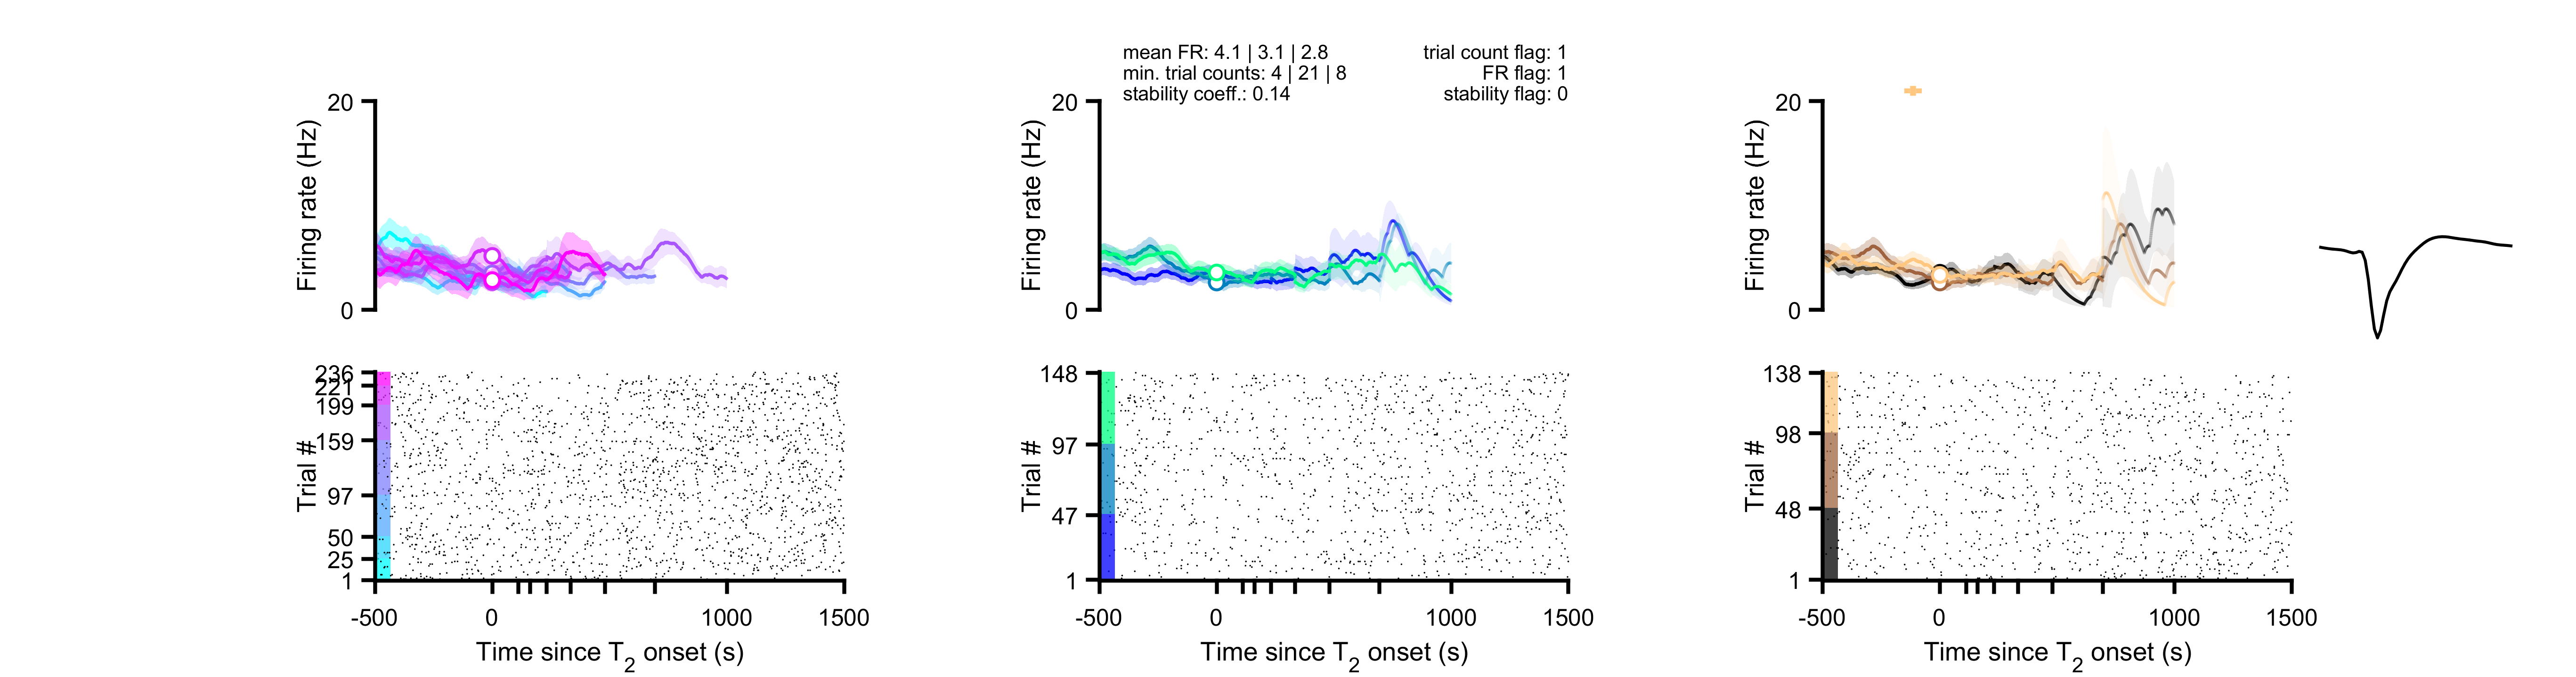 mean FR: 4.1 | 3.1 | 2.8
min. trial counts: 4 | 21 | 8
stability coeff.: 0.14
trial count flag: 1
FR flag: 1
stability flag: 0
Firing rate (Hz)
20
0
Firing rate (Hz)
20
0
Firing rate (Hz)
20
0
Trial #
236
221
199
159
97
50
25
1
-500
0
1000
1500
Time since T2 onset (s)
Trial #
148
97
47
1
-500
0
1000
1500
Time since T2 onset (s)
Trial #
138
98
48
1
-500
0
1000
1500
Time since T2 onset (s)